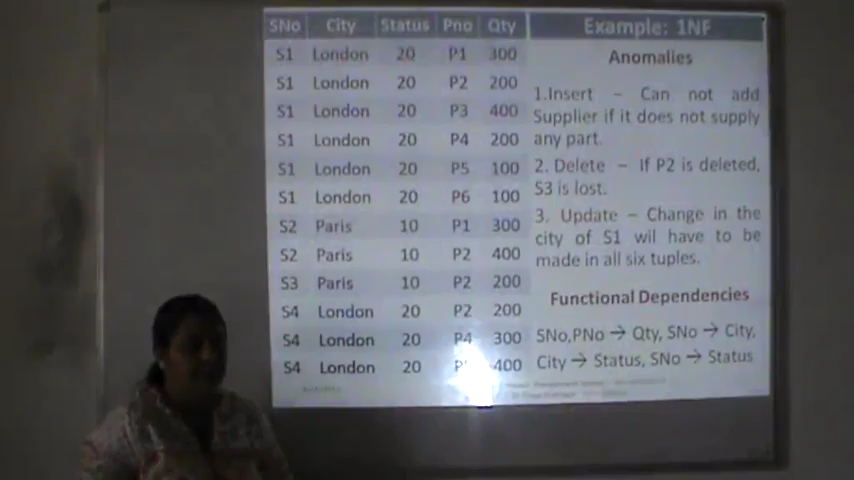 SNo City Status Pno Qty
S1 London 20 P1 300
S1 London 20 P2 200
S1 London 20 P3 400
S1 London 20 P4 200
S1 London 20 P5 100
S1 London 20 P6 100
S2 Paris 10 P1 300
S2 Paris 10 P2 400
S3 Paris 10 P2 200
S4 London 20 P2 200
S4 London 20 P4 300
S4 London 20 400
Example: 1NF
Anomalies
1.Insert – Can not add
Supplier if it does not supply
any part.
2. Delete – If P2 is deleted,
S3 is lost.
3. Update – Change in the
city of S1 wil have to be
made in all six tuples.
Functional Dependencies
SNo,PNo → Qty, SNo → City,
City → Status, SNo → Status